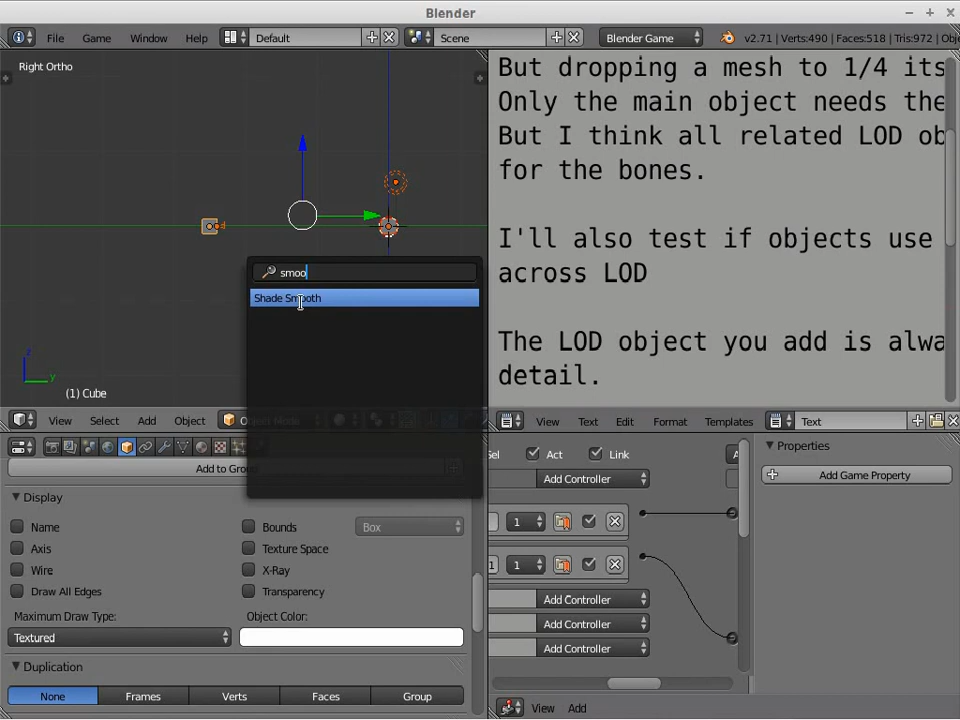 Blender
File Game Window Help Default Scene Blender Game v2.71 | Verts:490 | Faces:518 | Tris:972 | Obj
Right Ortho
But dropping a mesh to 1/4 its
Only the main object needs the
But I think all related LOD ob
for the bones.
I'll also test if objects use
across LOD
The LOD object you add is alwa
detail.
smoo
Shade Smooth
z
y
(1) Cube
View Select Add Object Object Mode
View Text Edit Format Templates Text
Add to Group
Display
Name Bounds Box
Axis Texture Space
Wire X-Ray
Draw All Edges Transparency
Maximum Draw Type: Object Color:
Textured
Duplication
None Frames Verts Faces Group
Sel Act Link A
Add Controller
1
1 1
Add Controller
Add Controller
Add Controller
Properties
Add Game Property
View Add